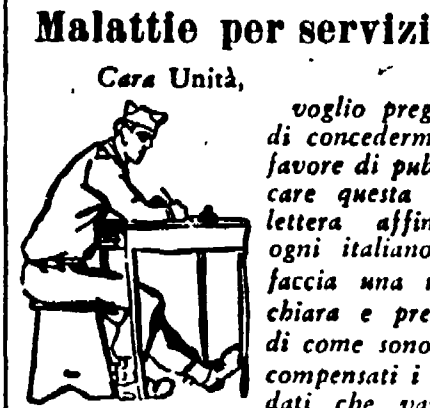 Malattie per servizi
Cara Unità,
voglio preg
di concederm
favore di pub
care questa
lettera affin
ogni italiano
faccia una
chiara e pre
di come sono
compensati i
dati che va